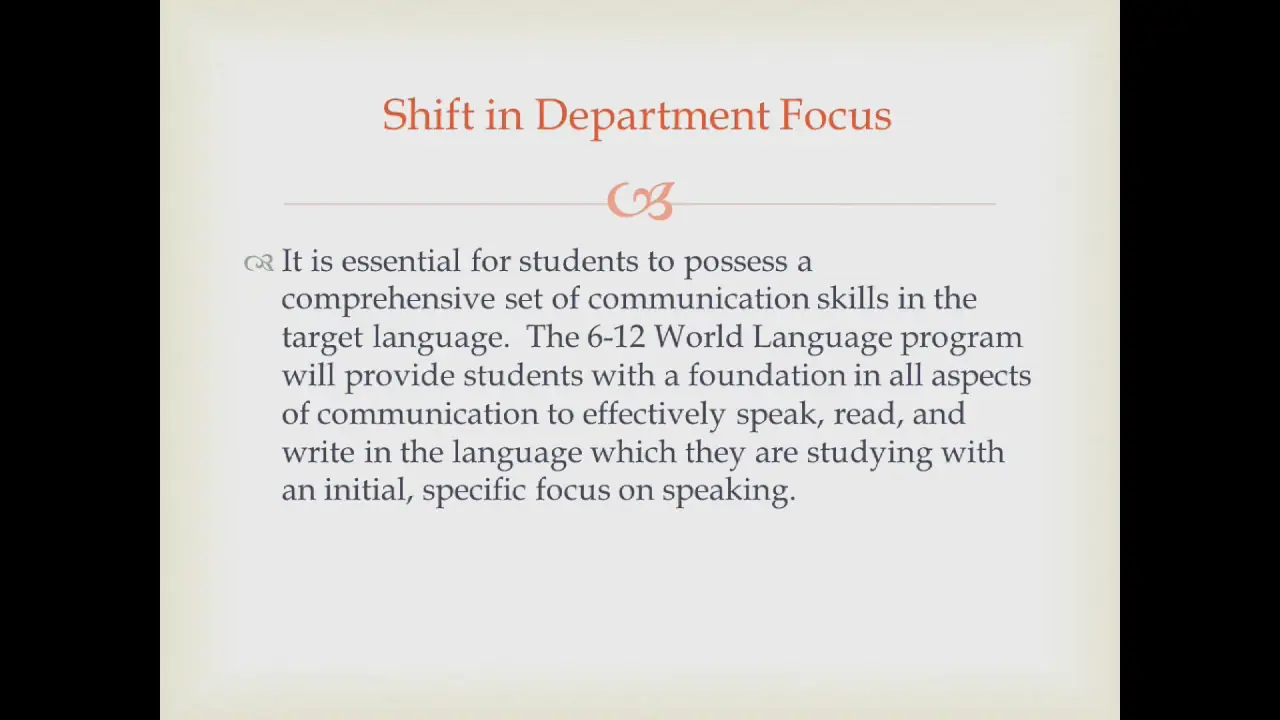 Shift in Department Focus
It is essential for students to possess a
comprehensive set of communication skills in the
target language.  The 6-12 World Language program
will provide students with a foundation in all aspects
of communication to effectively speak, read, and
write in the language which they are studying with
an initial, specific focus on speaking.